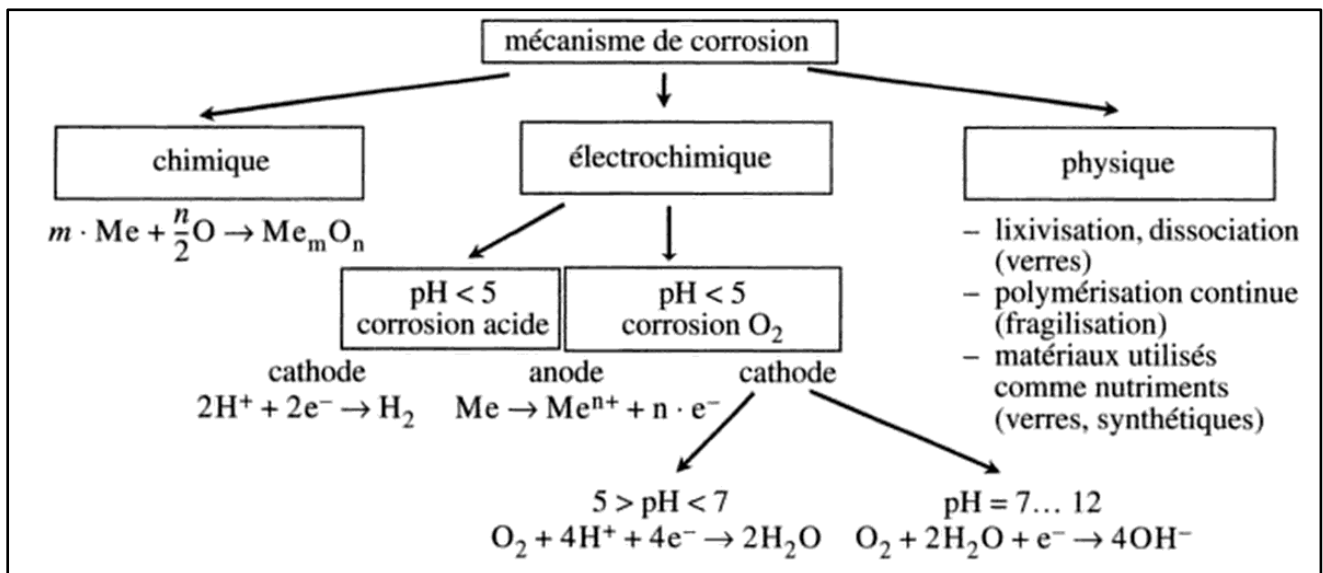 mécanisme de corrosion
chimique
électrochimique
physique
m · Me + n/2 O → MeₘOₙ
– lixivisation, dissociation
(verres)
– polymérisation continue
(fragilisation)
– matériaux utilisés
comme nutriments
(verres, synthétiques)
pH < 5
corrosion acide
pH < 5
corrosion O₂
cathode
2H⁺ + 2e⁻ → H₂
anode
Me → Meⁿ⁺ + n · e⁻
cathode
5 > pH < 7
O₂ + 4H⁺ + 4e⁻ → 2H₂O
pH = 7... 12
O₂ + 2H₂O + e⁻ → 4OH⁻